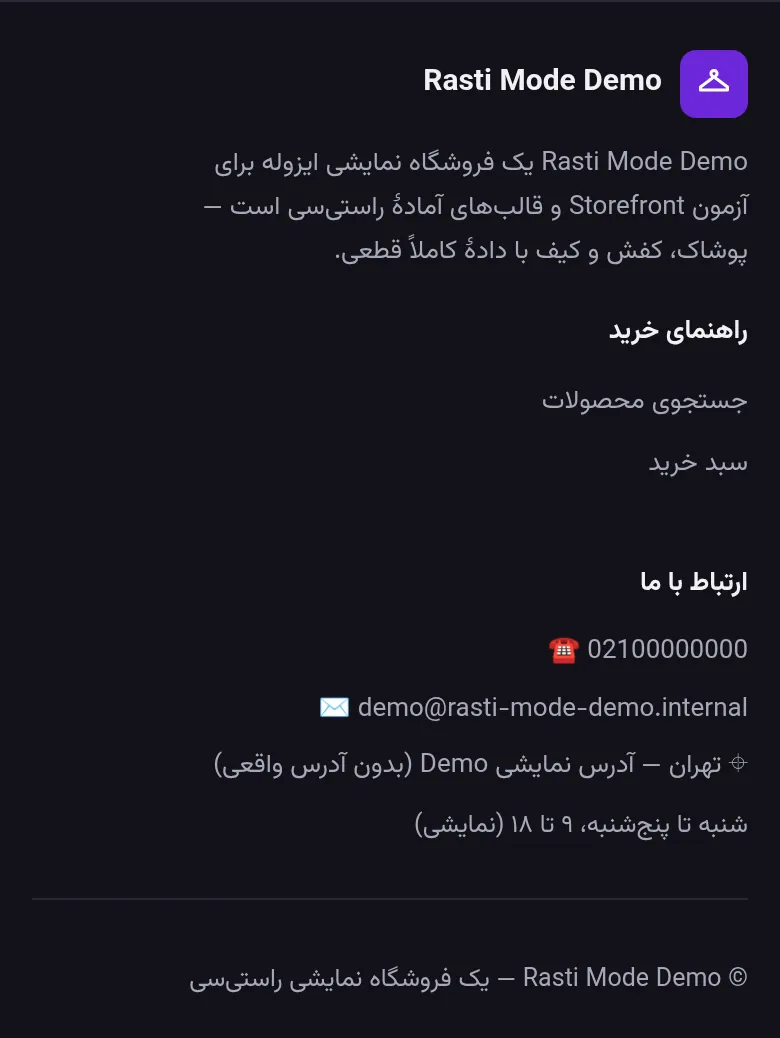 Rasti Mode Demo
Rasti Mode Demo یک فروشگاه نمایشی ایزوله برای
آزمون Storefront و قالب‌های آمادهٔ راستی‌سی است —
پوشاک، کفش و کیف با دادهٔ کاملاً قطعی.
راهنمای خرید
جستجوی محصولات
سبد خرید
ارتباط با ما
☎️ 02100000000
✉️ demo@rasti-mode-demo.internal
⌖ تهران — آدرس نمایشی Demo (بدون آدرس واقعی)
شنبه تا پنج‌شنبه، ۹ تا ۱۸ (نمایشی)
© Rasti Mode Demo — یک فروشگاه نمایشی راستی‌سی